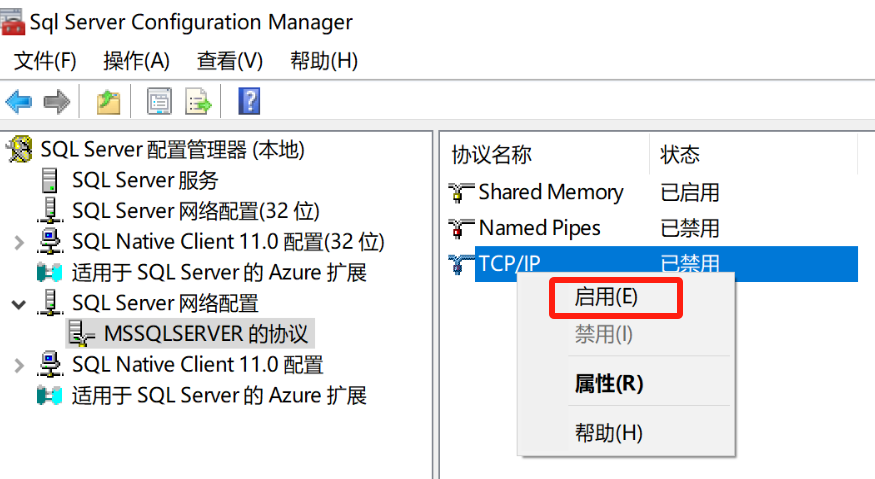 Sql Server Configuration Manager
文件(F) 操作(A) 查看(V) 帮助(H)
SQL Server 配置管理器 (本地)
SQL Server 服务
SQL Server 网络配置(32 位)
SQL Native Client 11.0 配置(32 位)
适用于 SQL Server 的 Azure 扩展
SQL Server 网络配置
MSSQLSERVER 的协议
SQL Native Client 11.0 配置
适用于 SQL Server 的 Azure 扩展
协议名称 状态
Shared Memory 已启用
Named Pipes 已禁用
TCP/IP 已禁用
启用(E)
禁用(I)
属性(R)
帮助(H)